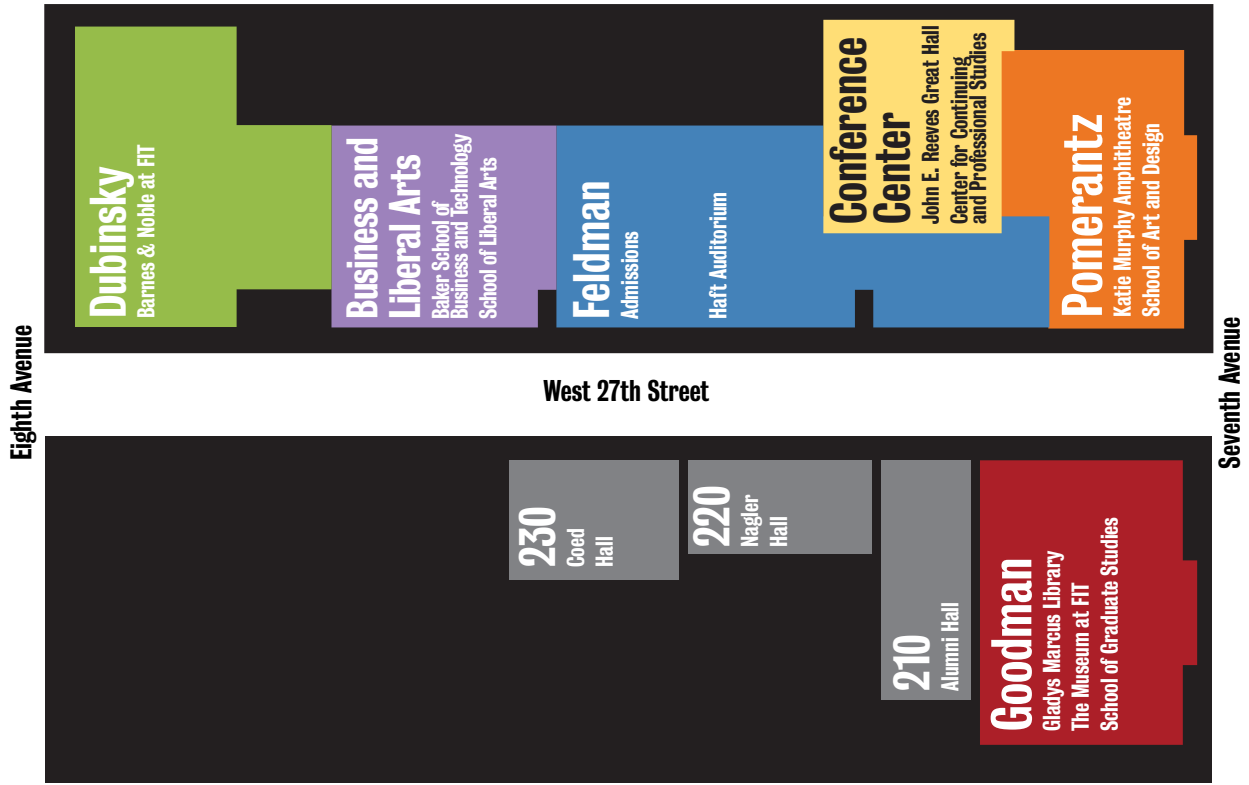 Eighth Avenue
Dubinsky
Barnes & Noble at FIT
Business and
Liberal Arts
Baker School of
Business and Technology
School of Liberal Arts
Feldman
Admissions
Haft Auditorium
Conference
Center
John E. Reeves Great Hall
Center for Continuing
and Professional Studies
Pomerantz
Katie Murphy Amphitheatre
School of Art and Design
West 27th Street
Seventh Avenue
230
Coed
Hall
220
Nagler
Hall
210
Alumni Hall
Goodman
Gladys Marcus Library
The Museum at FIT
School of Graduate Studies